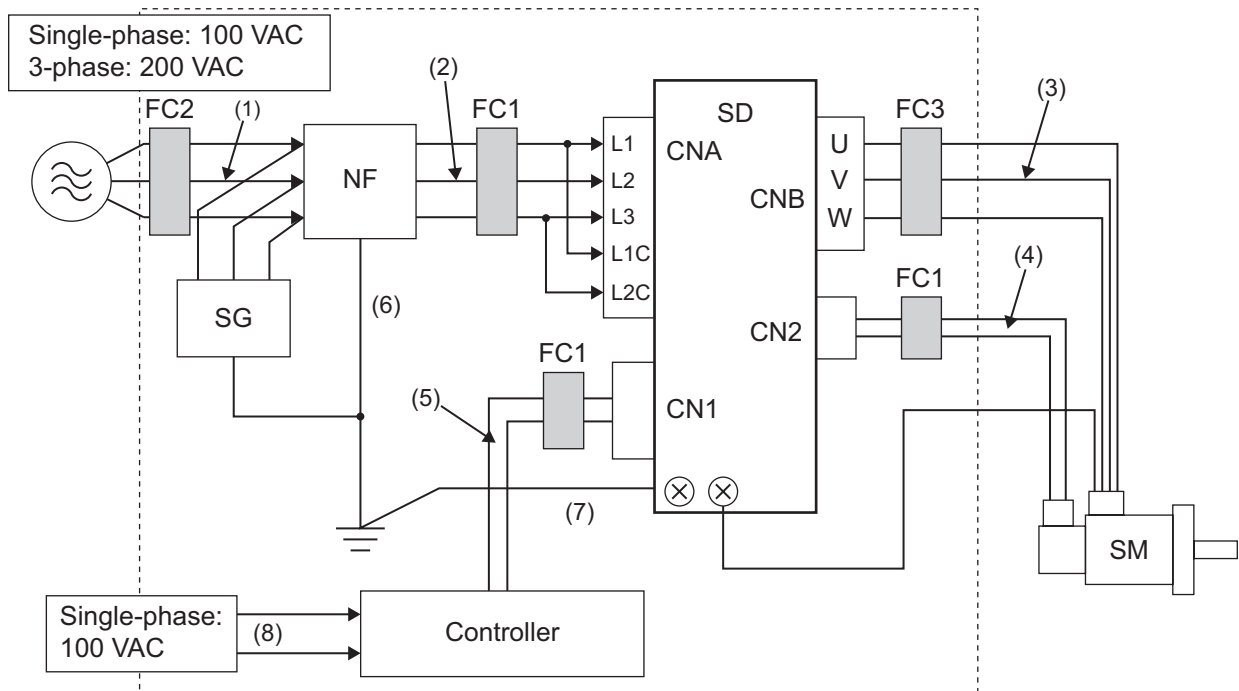 Single-phase: 100 VAC
3-phase: 200 VAC
FC2
(1)
(2)
FC1
SD
FC3
(3)
NF
L1
CNA
U
L2
V
L3
CNB
W
L1C
L2C
SG
(6)
FC1
(4)
CN2
FC1
(5)
CN1
(7)
SM
Single-phase:
100 VAC
(8)
Controller